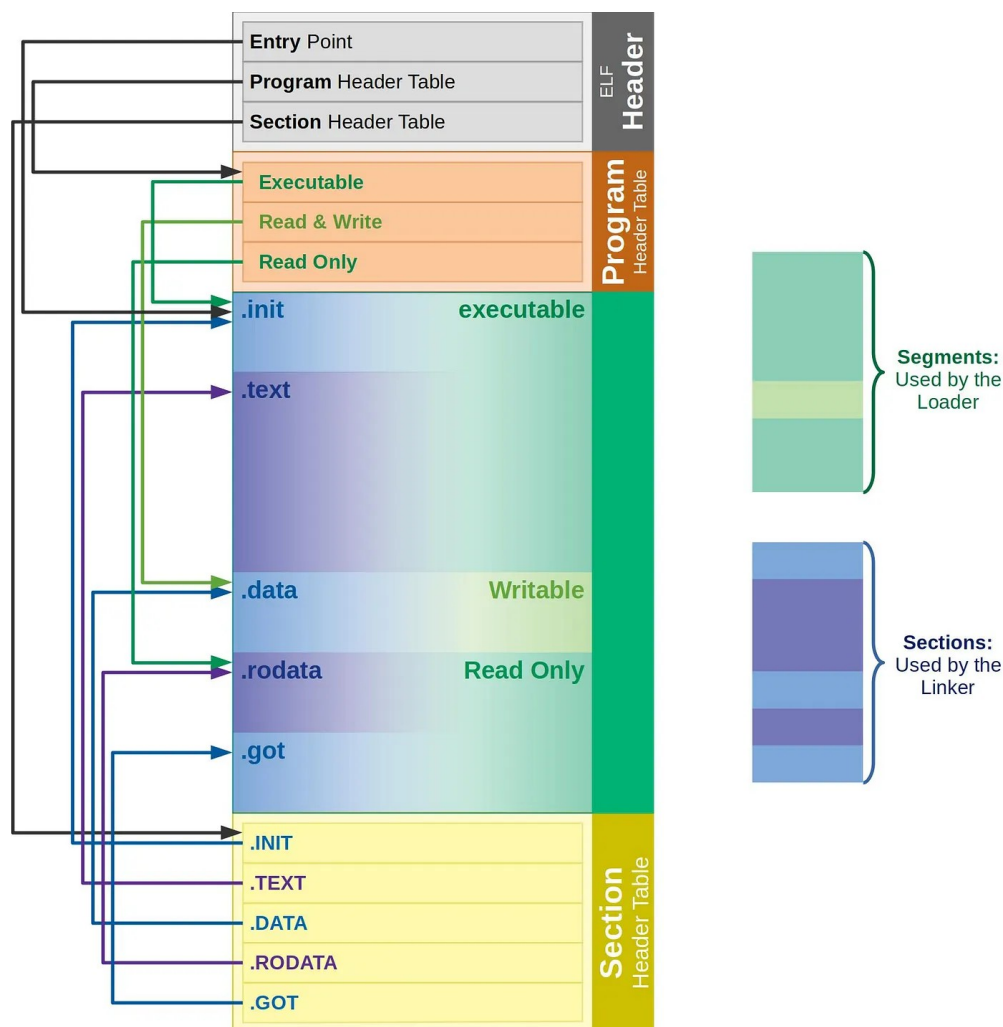 Entry Point
Program Header Table
Section Header Table
ELF
Header
Executable
Read & Write
Read Only
Program
Header Table
.init
executable
.text
.data
Writable
.rodata
Read Only
.got
.INIT
.TEXT
.DATA
.RODATA
.GOT
Section
Header Table
Segments:
Used by the
Loader
Sections:
Used by the
Linker